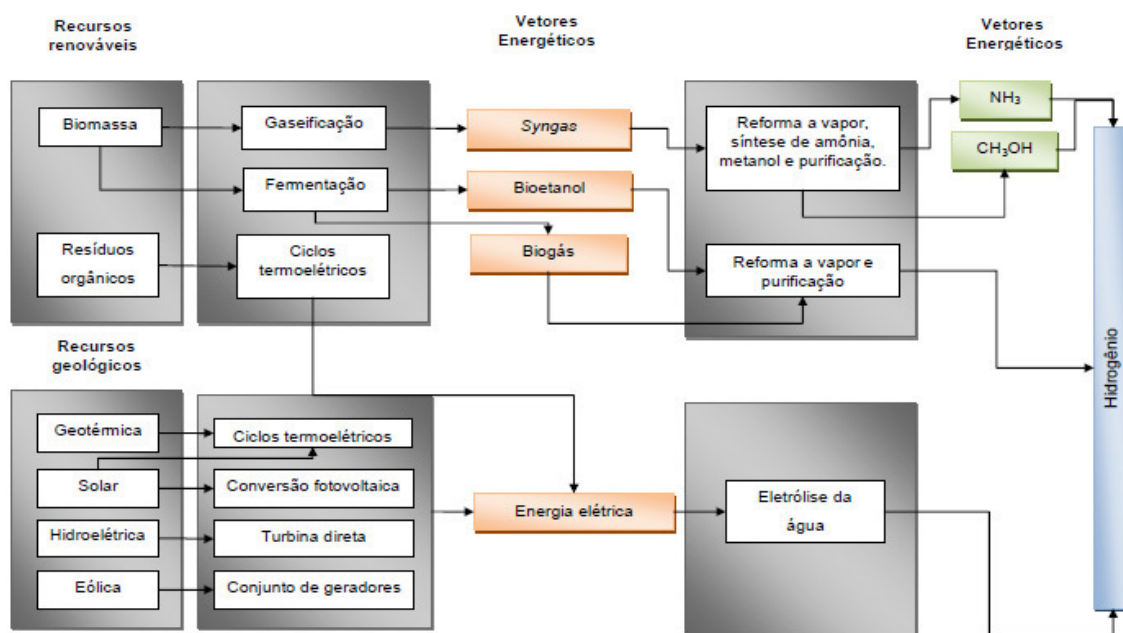 Recursos
renováveis
Vetores
Energéticos
Vetores
Energéticos
Biomassa
Gaseificação
Syngas
Reforma a vapor,
síntese de amônia,
metanol e purificação.
NH₃
CH₃OH
Fermentação
Bioetanol
Resíduos
orgânicos
Ciclos
termoelétricos
Biogás
Reforma a vapor e
purificação
Hidrogênio
Recursos
geológicos
Geotérmica
Ciclos termoelétricos
Solar
Conversão fotovoltaica
Energia elétrica
Eletrólise da
água
Hidroelétrica
Turbina direta
Eólica
Conjunto de geradores